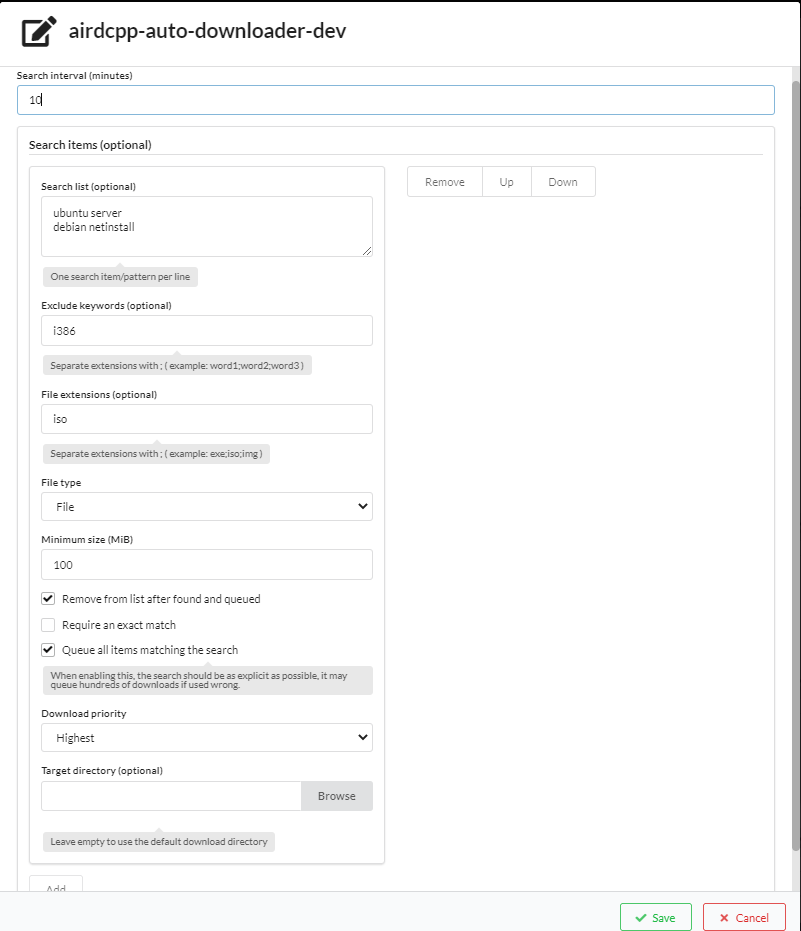 airdcpp-auto-downloader-dev
Search interval (minutes)
10
Search items (optional)
Remove
Up
Down
Search list (optional)
ubuntu server
debian netinstall
One search item/pattern per line
Exclude keywords (optional)
i386
Separate extensions with ; ( example: word1;word2;word3 )
File extensions (optional)
iso
Separate extensions with ; ( example: exe;iso;img )
File type
File
Minimum size (MiB)
100
Remove from list after found and queued
Require an exact match
Queue all items matching the search
When enabling this, the search should be as explicit as possible, it may
queue hundreds of downloads if used wrong.
Download priority
Highest
Target directory (optional)
Browse
Leave empty to use the default download directory
Add
Save
Cancel